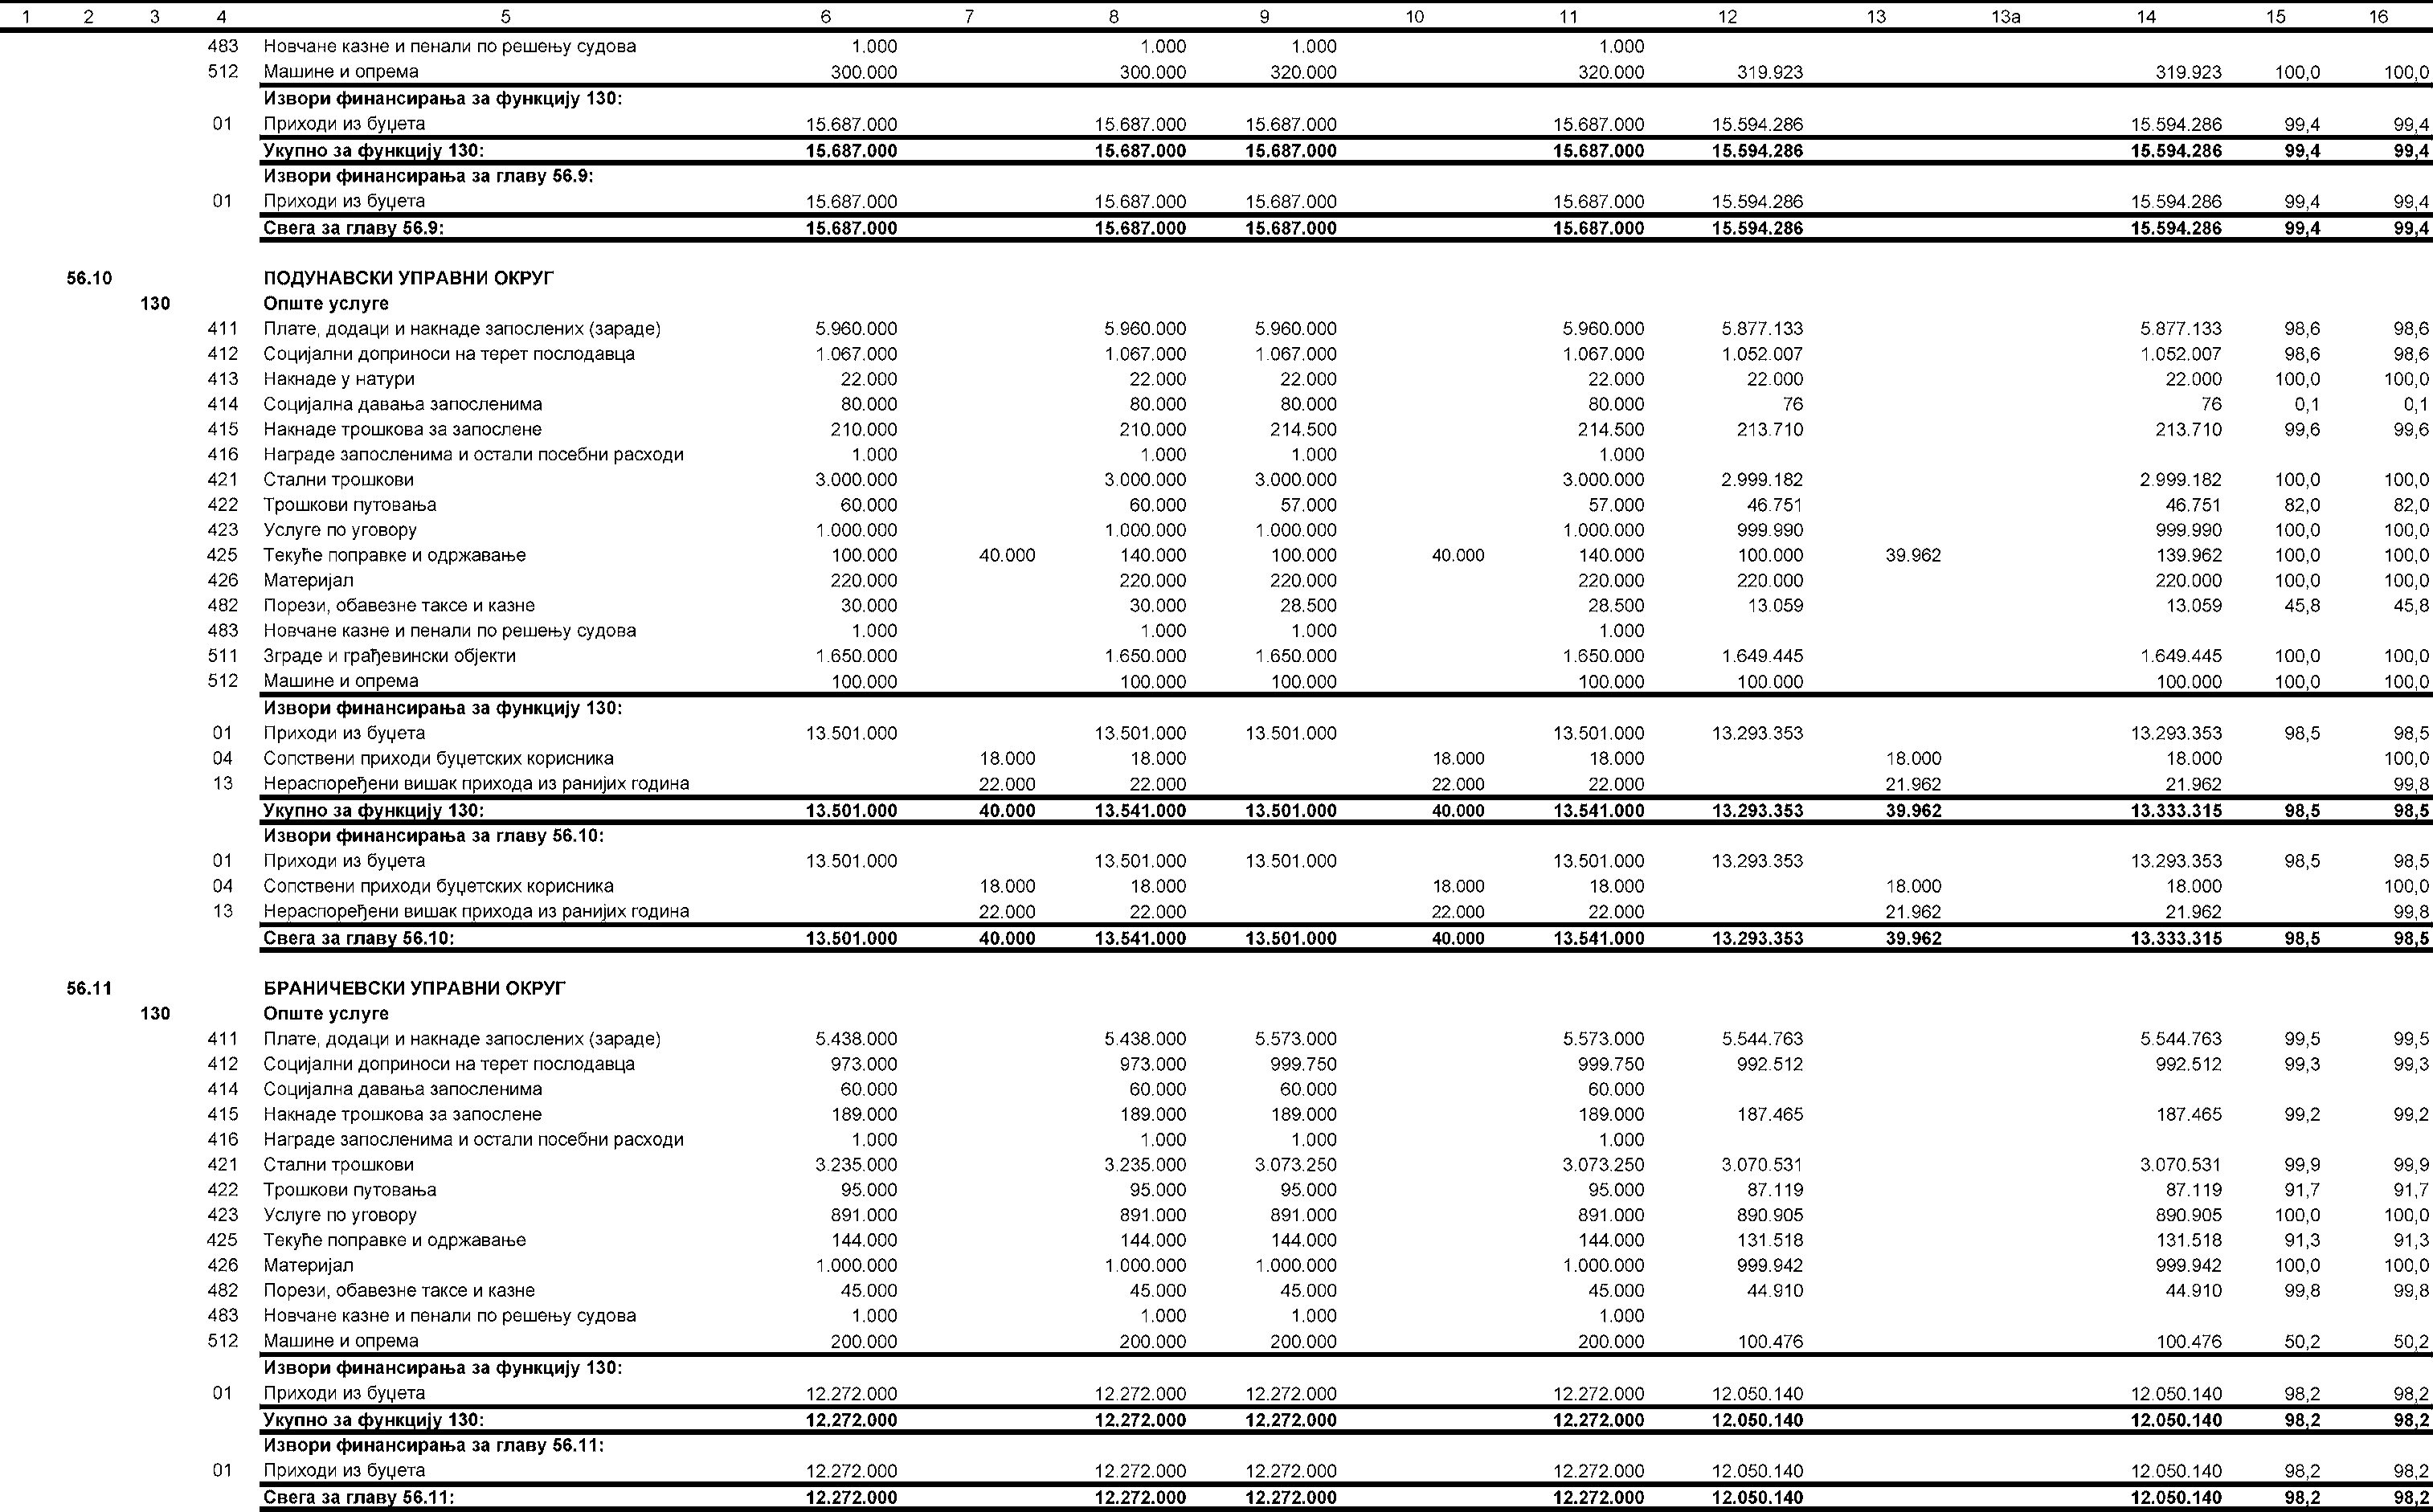 1 2 3 4 5 6 7 8 9 10 11 12 13 13а 14 15 16
483 Новчане казне и пенали по решењу судова 1.000 1.000 1.000 1.000
512 Машине и опрема 300.000 300.000 320.000 320.000 319.923 319.923 100,0 100,0
Извори финансирања за функцију 130:
01 Приходи из буџета 15.687.000 15.687.000 15.687.000 15.687.000 15.594.286 15.594.286 99,4 99,4
Укупно за функцију 130: 15.687.000 15.687.000 15.687.000 15.687.000 15.594.286 15.594.286 99,4 99,4
Извори финансирања за главу 56.9:
01 Приходи из буџета 15.687.000 15.687.000 15.687.000 15.687.000 15.594.286 15.594.286 99,4 99,4
Свега за главу 56.9: 15.687.000 15.687.000 15.687.000 15.687.000 15.594.286 15.594.286 99,4 99,4
56.10 ПОДУНАВСКИ УПРАВНИ ОКРУГ
130 Опште услуге
411 Плате, додаци и накнаде запослених (зараде) 5.960.000 5.960.000 5.960.000 5.960.000 5.877.133 5.877.133 98,6 98,6
412 Социјални доприноси на терет послодавца 1.067.000 1.067.000 1.067.000 1.067.000 1.052.007 1.052.007 98,6 98,6
413 Накнаде у натури 22.000 22.000 22.000 22.000 22.000 22.000 100,0 100,0
414 Социјална давања запосленима 80.000 80.000 80.000 80.000 76 76 0,1 0,1
415 Накнаде трошкова за запослене 210.000 210.000 214.500 214.500 213.710 213.710 99,6 99,6
416 Награде запосленима и остали посебни расходи 1.000 1.000 1.000 1.000
421 Стални трошкови 3.000.000 3.000.000 3.000.000 3.000.000 2.999.182 2.999.182 100,0 100,0
422 Трошкови путовања 60.000 60.000 57.000 57.000 46.751 46.751 82,0 82,0
423 Услуге по уговору 1.000.000 1.000.000 1.000.000 1.000.000 999.990 999.990 100,0 100,0
425 Текуће поправке и одржавање 100.000 40.000 140.000 100.000 40.000 140.000 100.000 39.962 139.962 100,0 100,0
426 Материјал 220.000 220.000 220.000 220.000 220.000 220.000 100,0 100,0
482 Порези, обавезне таксе и казне 30.000 30.000 28.500 28.500 13.059 13.059 45,8 45,8
483 Новчане казне и пенали по решењу судова 1.000 1.000 1.000 1.000
511 Зграде и грађевински објекти 1.650.000 1.650.000 1.650.000 1.650.000 1.649.445 1.649.445 100,0 100,0
512 Машине и опрема 100.000 100.000 100.000 100.000 100.000 100.000 100,0 100,0
Извори финансирања за функцију 130:
01 Приходи из буџета 13.501.000 13.501.000 13.501.000 13.501.000 13.293.353 13.293.353 98,5 98,5
04 Сопствени приходи буџетских корисника 18.000 18.000 18.000 18.000 18.000 18.000 100,0
13 Нераспоређени вишак прихода из ранијих година 22.000 22.000 22.000 22.000 21.962 21.962 99,8
Укупно за функцију 130: 13.501.000 40.000 13.541.000 13.501.000 40.000 13.541.000 13.293.353 39.962 13.333.315 98,5 98,5
Извори финансирања за главу 56.10:
01 Приходи из буџета 13.501.000 13.501.000 13.501.000 13.501.000 13.293.353 13.293.353 98,5 98,5
04 Сопствени приходи буџетских корисника 18.000 18.000 18.000 18.000 18.000 18.000 100,0
13 Нераспоређени вишак прихода из ранијих година 22.000 22.000 22.000 22.000 21.962 21.962 99,8
Свега за главу 56.10: 13.501.000 40.000 13.541.000 13.501.000 40.000 13.541.000 13.293.353 39.962 13.333.315 98,5 98,5
56.11 БРАНИЧЕВСКИ УПРАВНИ ОКРУГ
130 Опште услуге
411 Плате, додаци и накнаде запослених (зараде) 5.438.000 5.438.000 5.573.000 5.573.000 5.544.763 5.544.763 99,5 99,5
412 Социјални доприноси на терет послодавца 973.000 973.000 999.750 999.750 992.512 992.512 99,3 99,3
414 Социјална давања запосленима 60.000 60.000 60.000 60.000
415 Накнаде трошкова за запослене 189.000 189.000 189.000 189.000 187.465 187.465 99,2 99,2
416 Награде запосленима и остали посебни расходи 1.000 1.000 1.000 1.000
421 Стални трошкови 3.235.000 3.235.000 3.073.250 3.073.250 3.070.531 3.070.531 99,9 99,9
422 Трошкови путовања 95.000 95.000 95.000 95.000 87.119 87.119 91,7 91,7
423 Услуге по уговору 891.000 891.000 891.000 891.000 890.905 890.905 100,0 100,0
425 Текуће поправке и одржавање 144.000 144.000 144.000 144.000 131.518 131.518 91,3 91,3
426 Материјал 1.000.000 1.000.000 1.000.000 1.000.000 999.942 999.942 100,0 100,0
482 Порези, обавезне таксе и казне 45.000 45.000 45.000 45.000 44.910 44.910 99,8 99,8
483 Новчане казне и пенали по решењу судова 1.000 1.000 1.000 1.000
512 Машине и опрема 200.000 200.000 200.000 200.000 100.476 100.476 50,2 50,2
Извори финансирања за функцију 130:
01 Приходи из буџета 12.272.000 12.272.000 12.272.000 12.272.000 12.050.140 12.050.140 98,2 98,2
Укупно за функцију 130: 12.272.000 12.272.000 12.272.000 12.272.000 12.050.140 12.050.140 98,2 98,2
Извори финансирања за главу 56.11:
01 Приходи из буџета 12.272.000 12.272.000 12.272.000 12.272.000 12.050.140 12.050.140 98,2 98,2
Свега за главу 56.11: 12.272.000 12.272.000 12.272.000 12.272.000 12.050.140 12.050.140 98,2 98,2